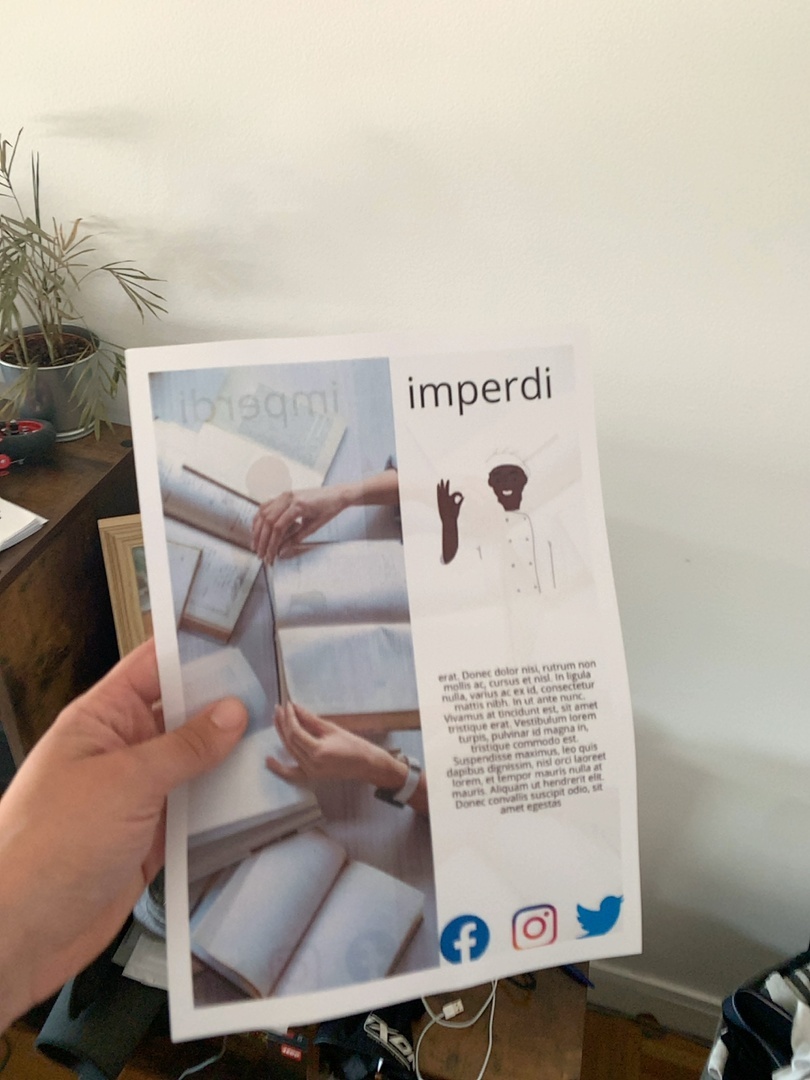 imperdi
erat. Donec dolor nisi, rutrum non
mollis ac, cursus et nisl. In ligula
nulla, varius ac ex id, consectetur
mattis nibh. In ut ante nunc.
Vivamus at tincidunt est, sit amet
tristique erat. Vestibulum lorem
turpis, pulvinar id magna in,
tristique commodo est.
Suspendisse maximus, leo quis
dapibus dignissim, nisl orci laoreet
lorem, et tempor mauris nulla at
mauris. Aliquam ut hendrerit elit.
Donec convallis suscipit odio, sit
amet egestas